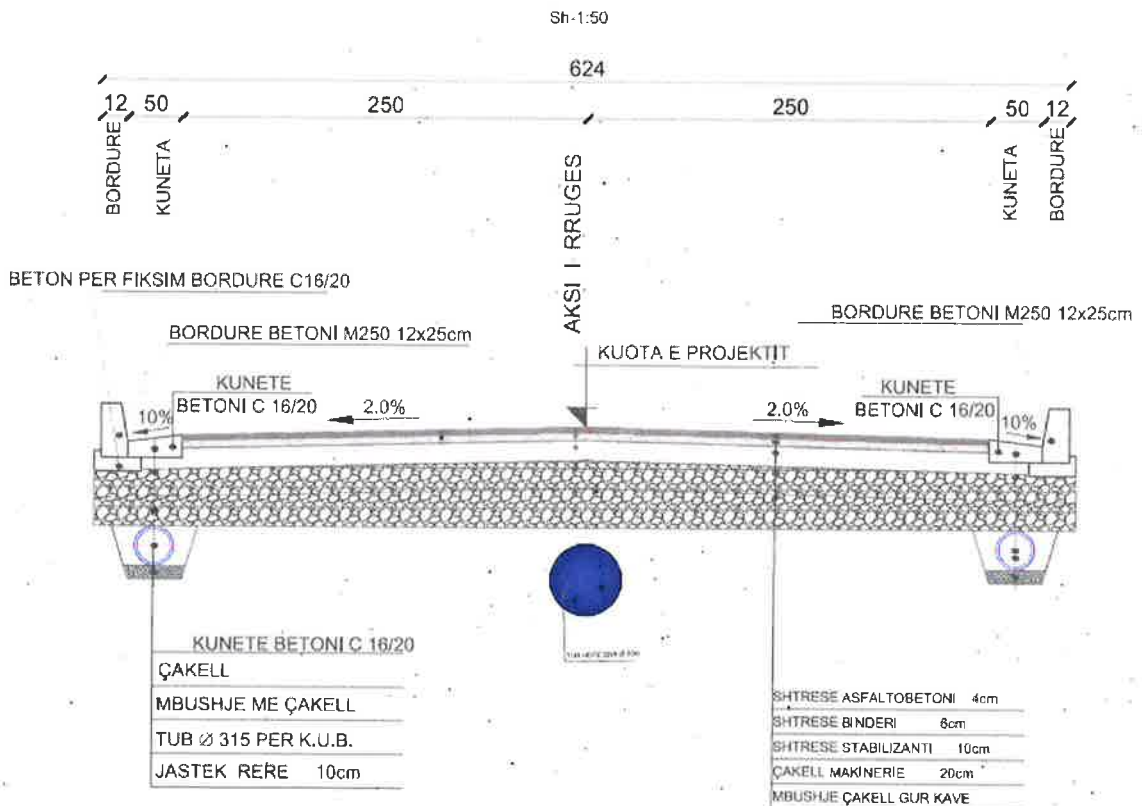 Sh-1:50
624
12 50 250 250 50 12
BORDURE
KUNETA
AKSI I RRUGES
KUNETA
BORDURE
BETON PER FIKSIM BORDURE C16/20
BORDURE BETONI M250 12x25cm
BORDURE BETONI M250 12x25cm
KUOTA E PROJEKTIT
KUNETE
BETONI C 16/20
KUNETE
BETONI C 16/20
10%
2.0%
2.0%
10%
KUNETE BETONI C 16/20
ÇAKELL
MBUSHJE ME ÇAKELL
TUB Ø 315 PER K.U.B.
JASTEK RERE 10cm
SHTRESE ASFALTOBETONI 4cm
SHTRESE BINDERI 6cm
SHTRESE STABILIZANTI 10cm
ÇAKELL MAKINERIE 20cm
MBUSHJE ÇAKELL GUR KAVE